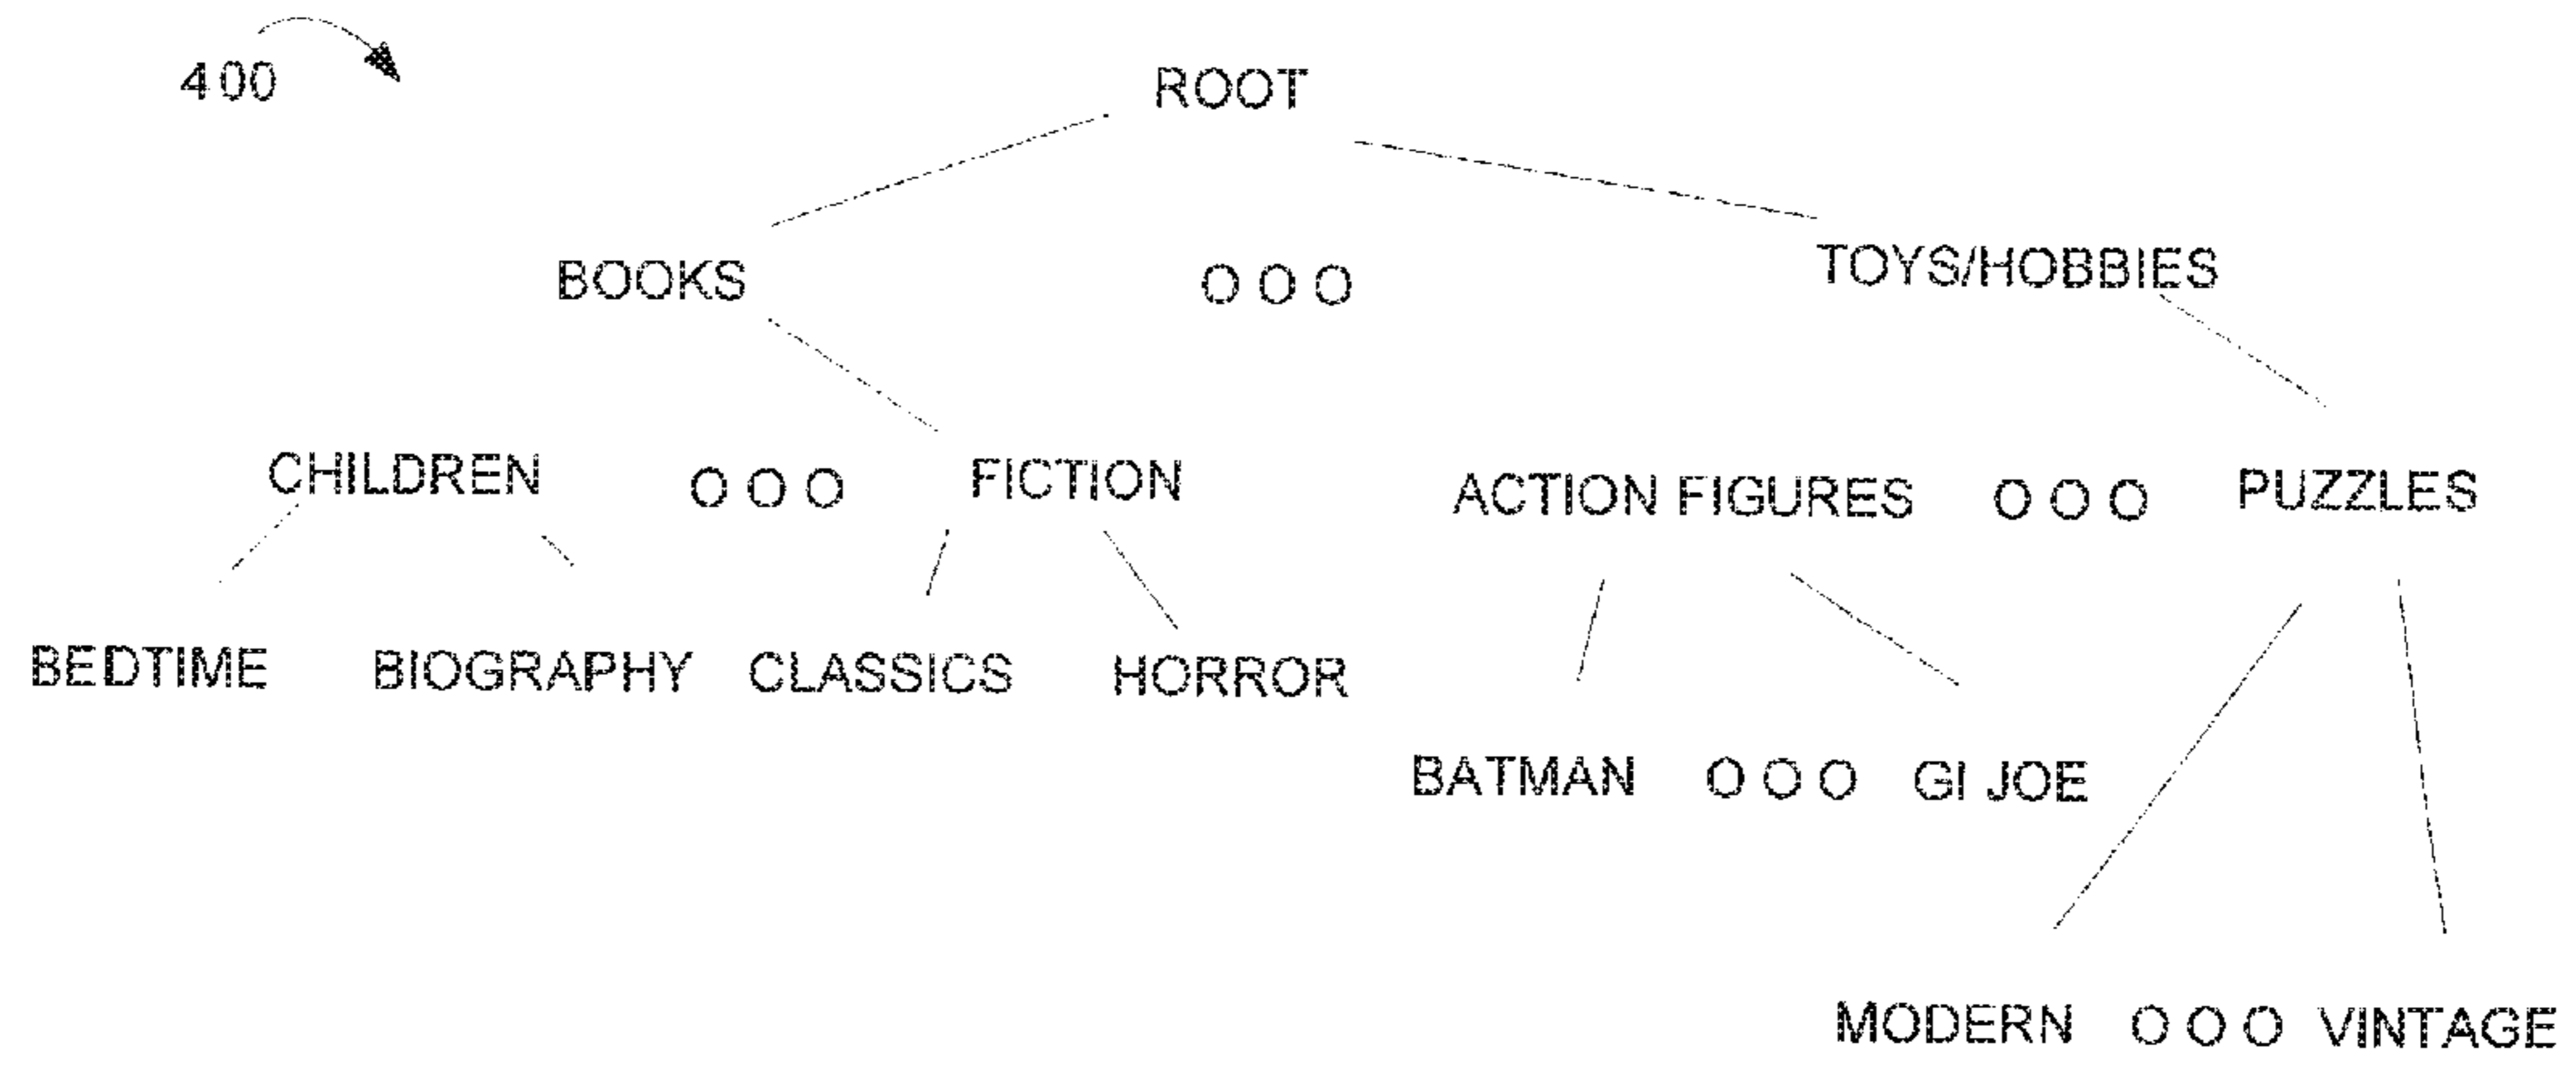 400
ROOT
BOOKS O O O TOYS/HOBBIES
CHILDREN O O O FICTION ACTION FIGURES O O O PUZZLES
BEDTIME BIOGRAPHY CLASSICS HORROR
BATMAN O O O GI JOE
MODERN O O O VINTAGE